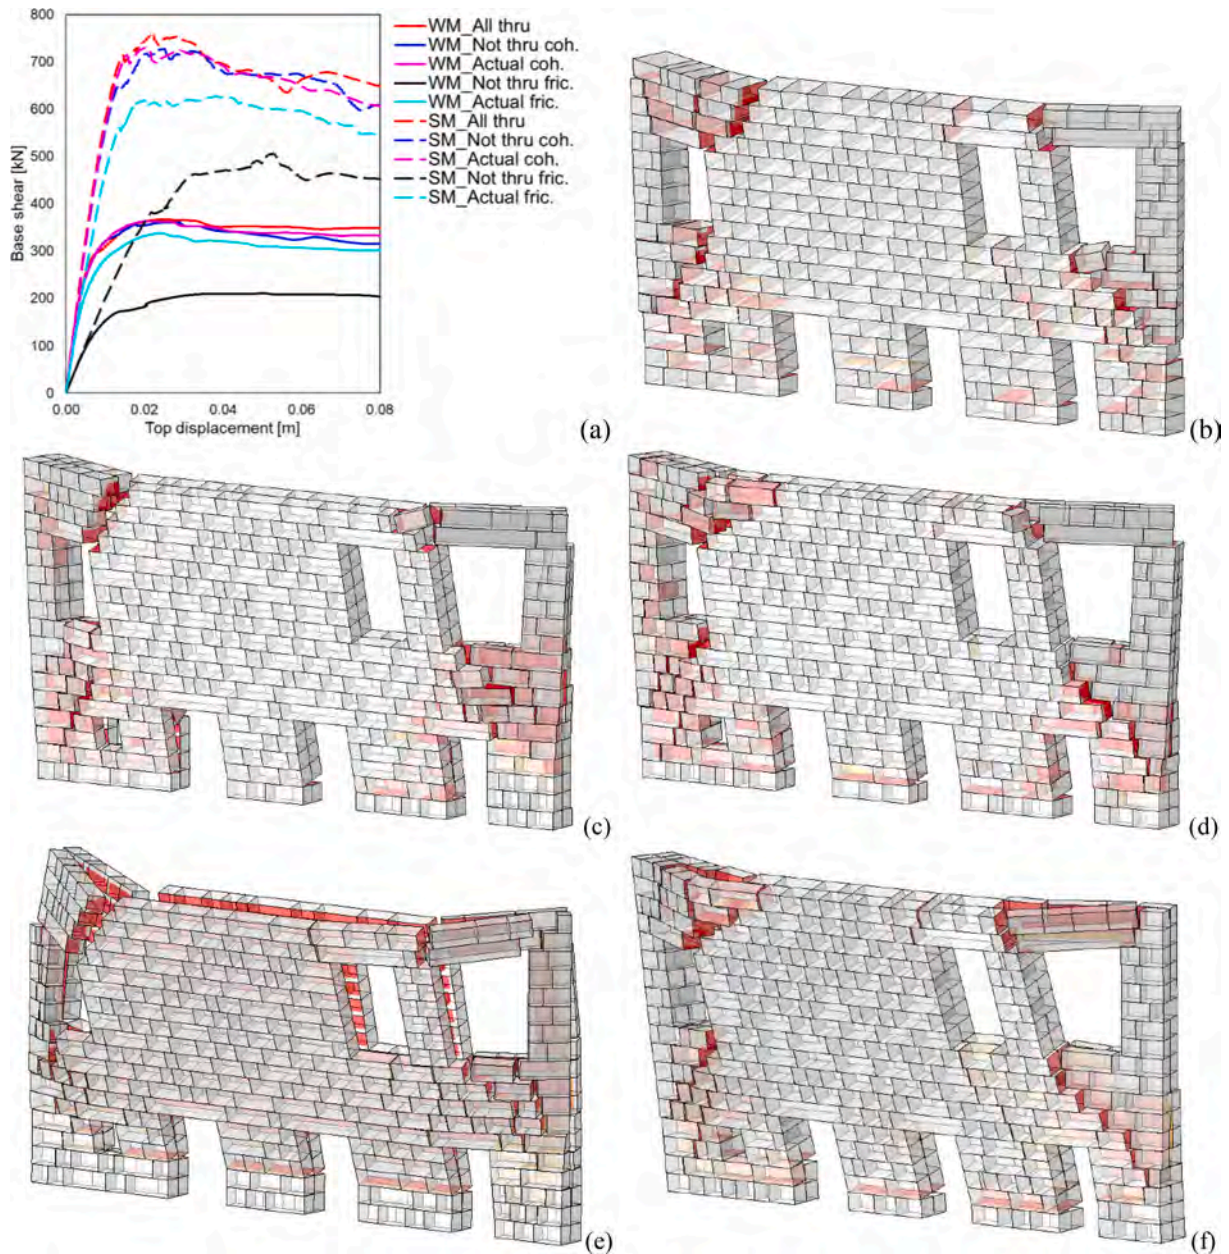 800
700
600
500
400
300
200
100
0
Base shear [kN]
0.00 0.02 0.04 0.06 0.08
Top displacement [m]
WM_All thru
WM_Not thru coh.
WM_Actual coh.
WM_Not thru fric.
WM_Actual fric.
SM_All thru
SM_Not thru coh.
SM_Actual coh.
SM_Not thru fric.
SM_Actual fric.
(a)
(b)
(c)
(d)
(e)
(f)